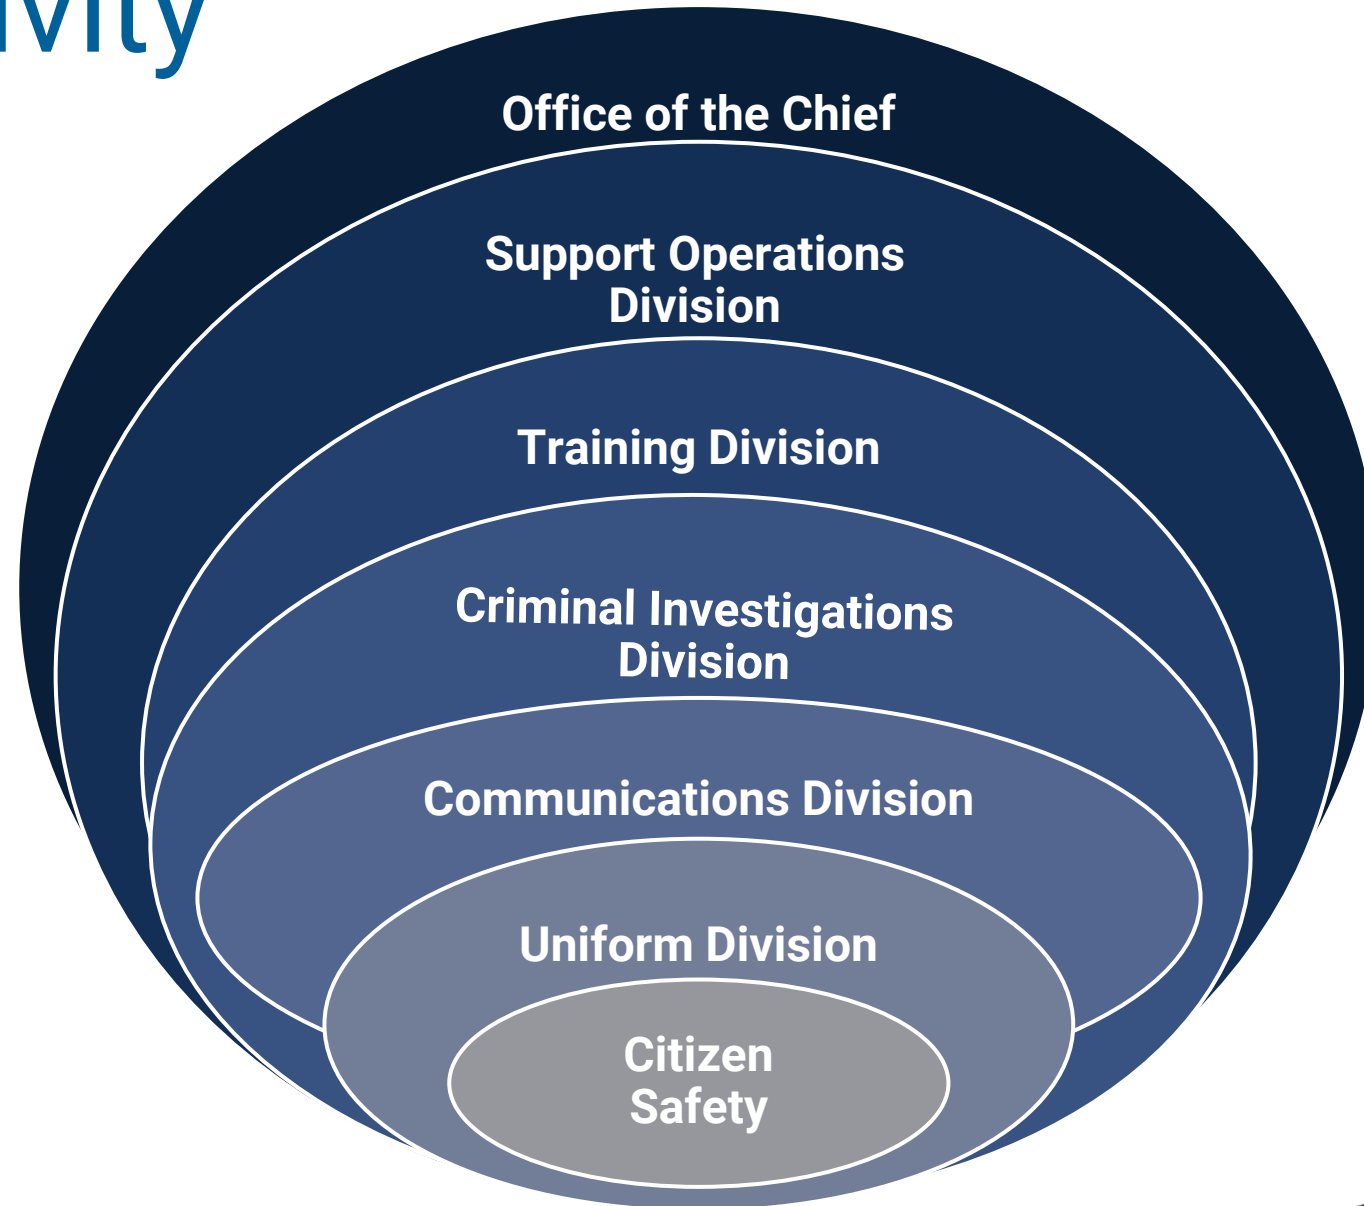 Office of the Chief
Support Operations
Division
Training Division
Criminal Investigations
Division
Communications Division
Uniform Division
Citizen
Safety